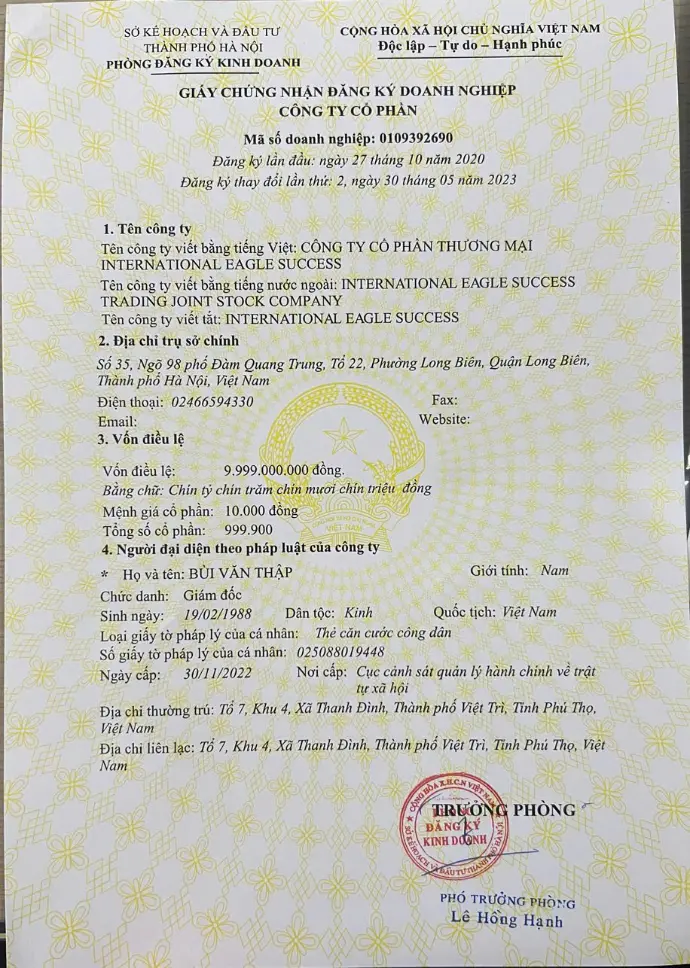 SỞ KẾ HOẠCH VÀ ĐẦU TƯ
THÀNH PHỐ HÀ NỘI
PHÒNG ĐĂNG KÝ KINH DOANH
CỘNG HÒA XÃ HỘI CHỦ NGHĨA VIỆT NAM
Độc lập – Tự do – Hạnh phúc
GIẤY CHỨNG NHẬN ĐĂNG KÝ DOANH NGHIỆP
CÔNG TY CỔ PHẦN
Mã số doanh nghiệp: 0109392690
Đăng ký lần đầu: ngày 27 tháng 10 năm 2020
Đăng ký thay đổi lần thứ: 2, ngày 30 tháng 05 năm 2023
1. Tên công ty
Tên công ty viết bằng tiếng Việt: CÔNG TY CỔ PHẦN THƯƠNG MẠI
INTERNATIONAL EAGLE SUCCESS
Tên công ty viết bằng tiếng nước ngoài: INTERNATIONAL EAGLE SUCCESS
TRADING JOINT STOCK COMPANY
Tên công ty viết tắt: INTERNATIONAL EAGLE SUCCESS
2. Địa chỉ trụ sở chính
Số 35, Ngõ 98 phố Đàm Quang Trung, Tổ 22, Phường Long Biên, Quận Long Biên,
Thành phố Hà Nội, Việt Nam
Điện thoại: 02466594330 Fax:
Email: Website:
3. Vốn điều lệ
Vốn điều lệ: 9.999.000.000 đồng.
Bằng chữ: Chín tỷ chín trăm chín mươi chín triệu đồng
Mệnh giá cổ phần: 10.000 đồng
Tổng số cổ phần: 999.900
VIỆT NAM
4. Người đại diện theo pháp luật của công ty
* Họ và tên: BÙI VĂN THẬP Giới tính: Nam
Chức danh: Giám đốc
Sinh ngày: 19/02/1988 Dân tộc: Kinh Quốc tịch: Việt Nam
Loại giấy tờ pháp lý của cá nhân: Thẻ căn cước công dân
Số giấy tờ pháp lý của cá nhân: 025088019448
Ngày cấp: 30/11/2022 Nơi cấp: Cục cảnh sát quản lý hành chính về trật
tự xã hội
Địa chỉ thường trú: Tổ 7, Khu 4, Xã Thanh Đình, Thành phố Việt Trì, Tỉnh Phú Thọ,
Việt Nam
Địa chỉ liên lạc: Tổ 7, Khu 4, Xã Thanh Đình, Thành phố Việt Trì, Tỉnh Phú Thọ, Việt
Nam
TRƯỞNG PHÒNG
CỘNG HÒA X.H.C.N VIỆT NAM
ĐĂNG KÝ
KINH DOANH
SỞ KẾ HOẠCH VÀ ĐẦU TƯ THÀNH PHỐ HÀ NỘI
PHÓ TRƯỞNG PHÒNG
Lê Hồng Hạnh